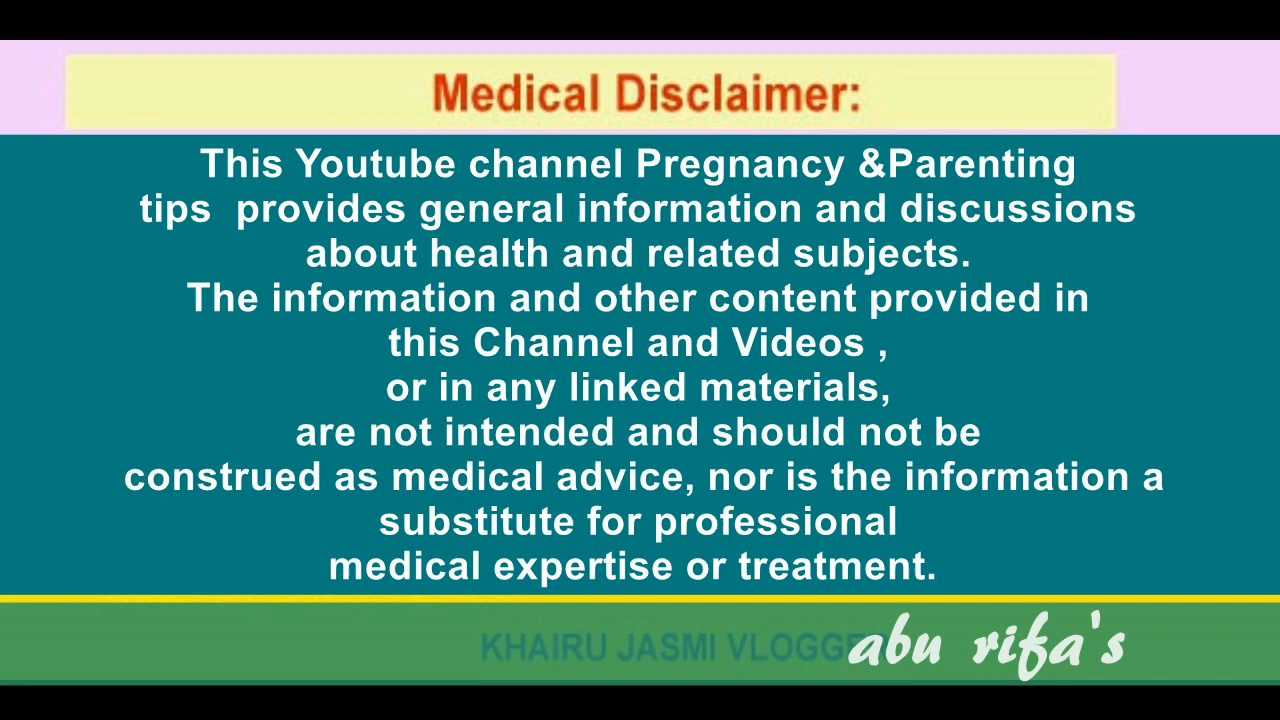 Medical Disclaimer:
This Youtube channel Pregnancy &Parenting
tips  provides general information and discussions
about health and related subjects.
The information and other content provided in
this Channel and Videos ,
or in any linked materials,
are not intended and should not be
construed as medical advice, nor is the information a
substitute for professional
medical expertise or treatment.
KHAIRU JASMI
abu rifa's